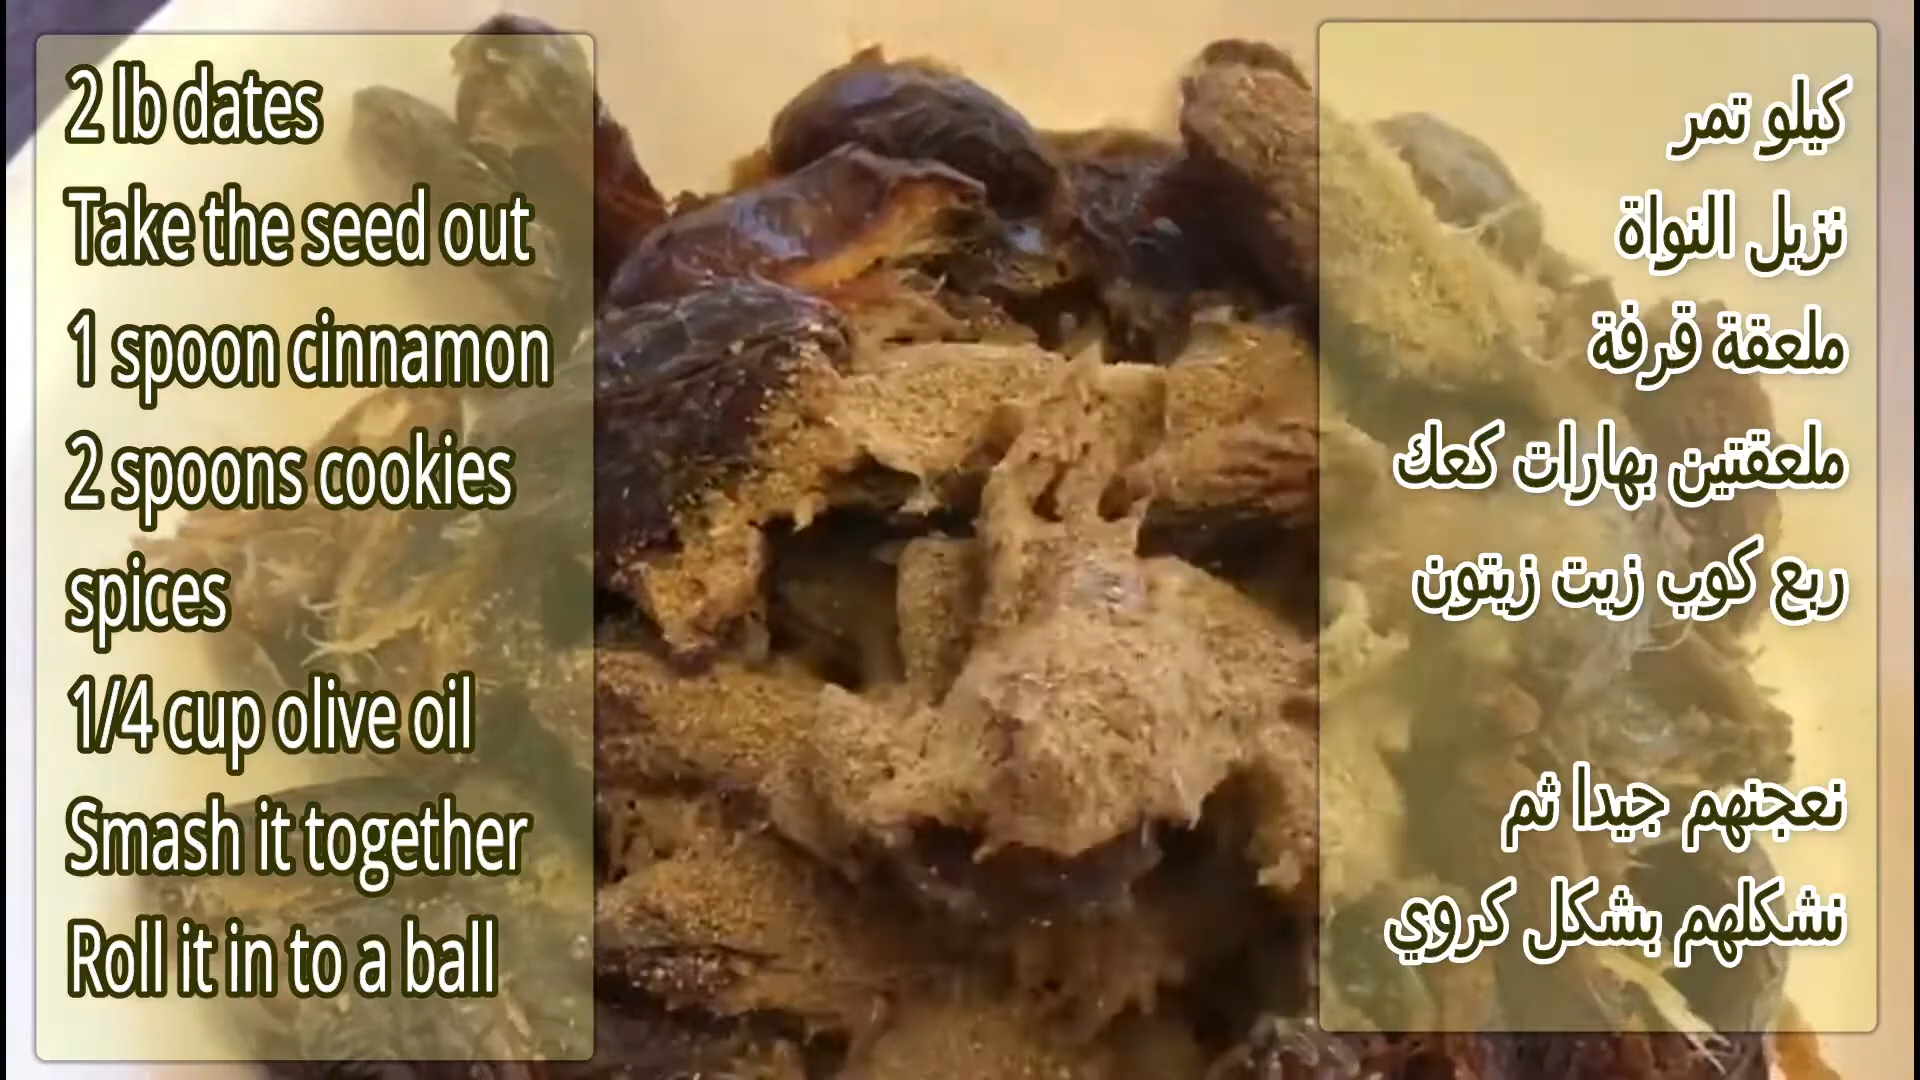 2 lb dates
Take the seed out
1 spoon cinnamon
2 spoons cookies
spices
1/4 cup olive oil
Smash it together
Roll it in to a ball
كيلو تمر
نزيل النواة
ملعقة قرفة
ملعقتين بهارات كعك
ربع كوب زيت زيتون
نعجنهم جيدا ثم
نشكلهم بشكل كروي